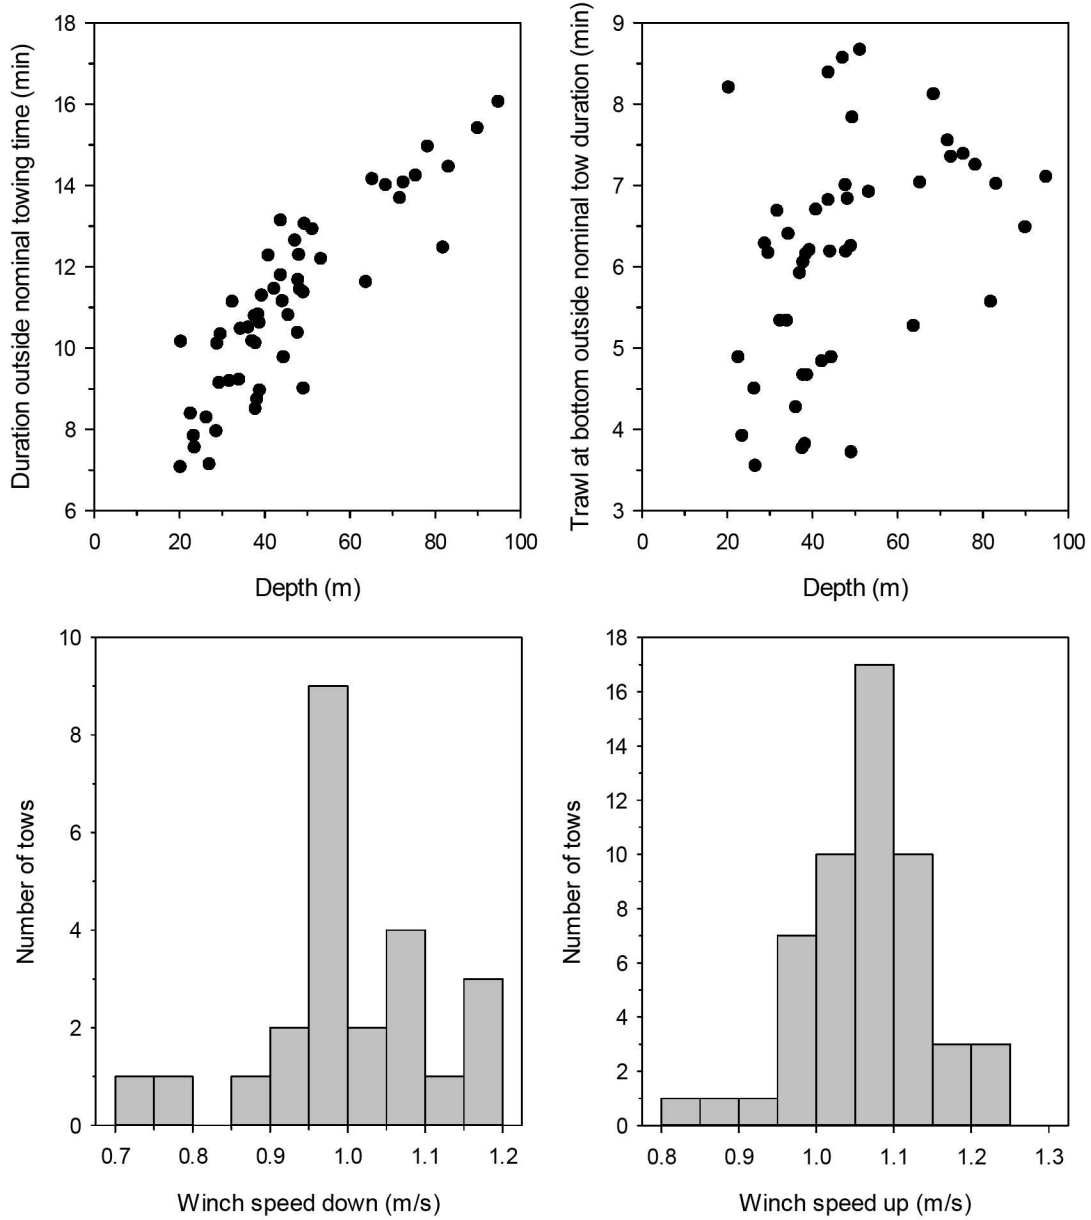 Duration outside nominal towing time (min)
18
16
14
12
10
8
6
0 20 40 60 80 100
Depth (m)
Trawl at bottom outside nominal tow duration (min)
9
8
7
6
5
4
3
0 20 40 60 80 100
Depth (m)
Number of tows
10
8
6
4
2
0
0.7 0.8 0.9 1.0 1.1 1.2
Winch speed down (m/s)
Number of tows
18
16
14
12
10
8
6
4
2
0
0.8 0.9 1.0 1.1 1.2 1.3
Winch speed up (m/s)